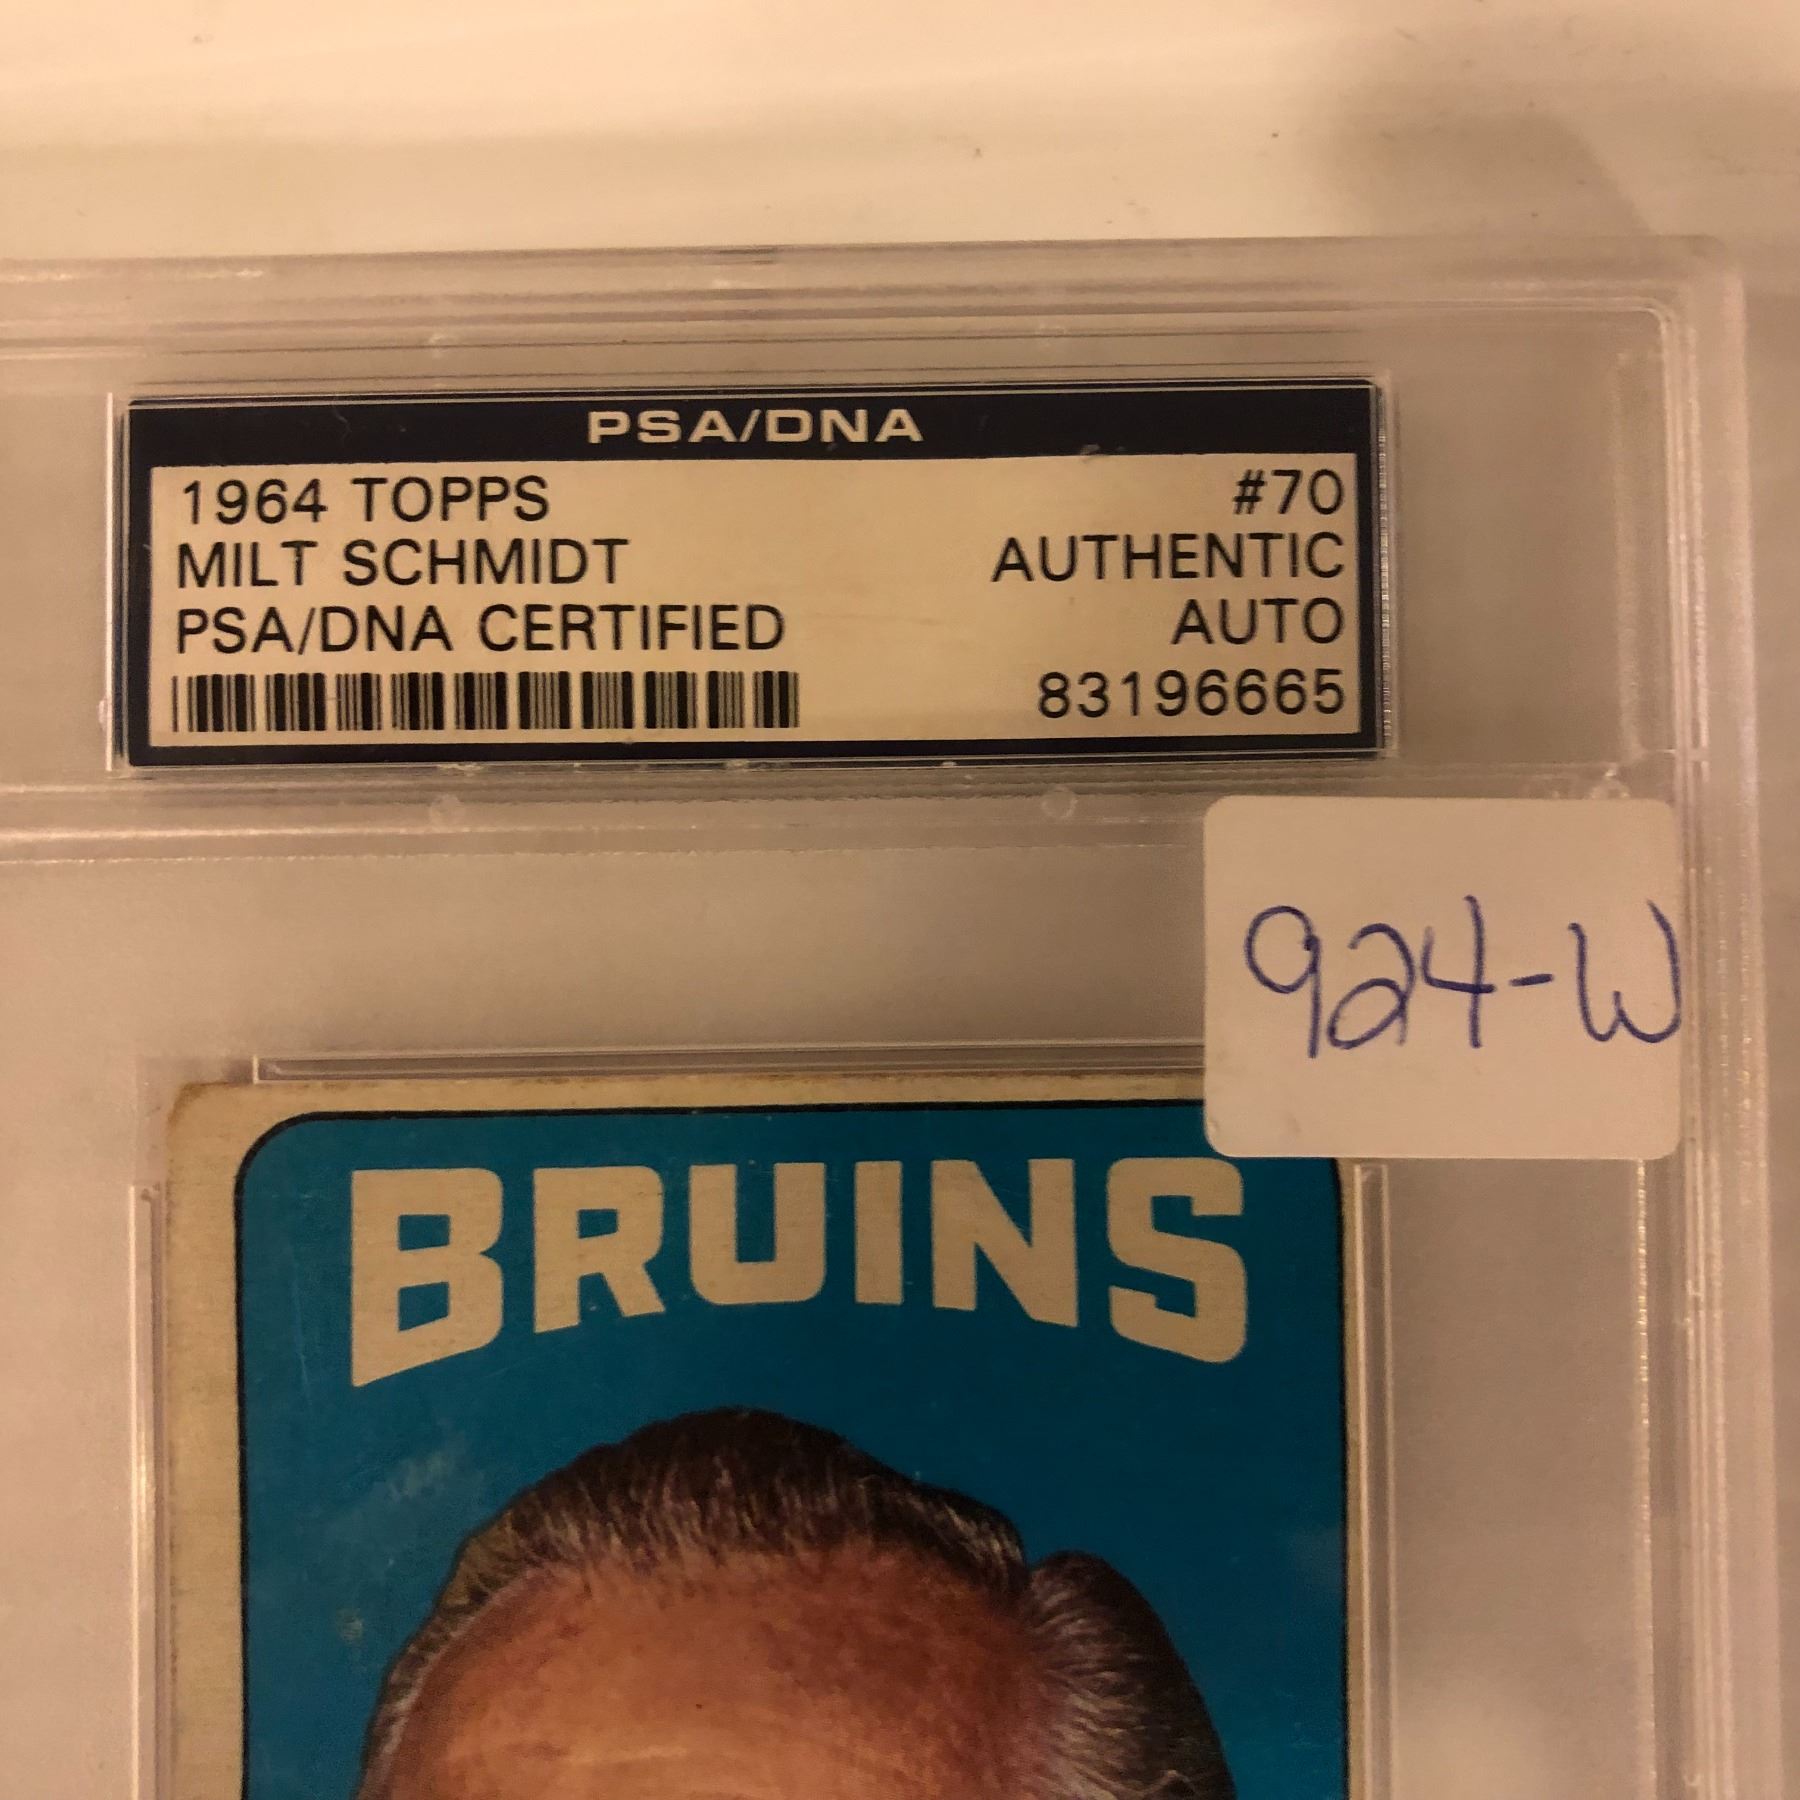 PSA/DNA
1964 TOPPS #70
MILT SCHMIDT AUTHENTIC
PSA/DNA CERTIFIED AUTO
83196665
924-W
BRUINS